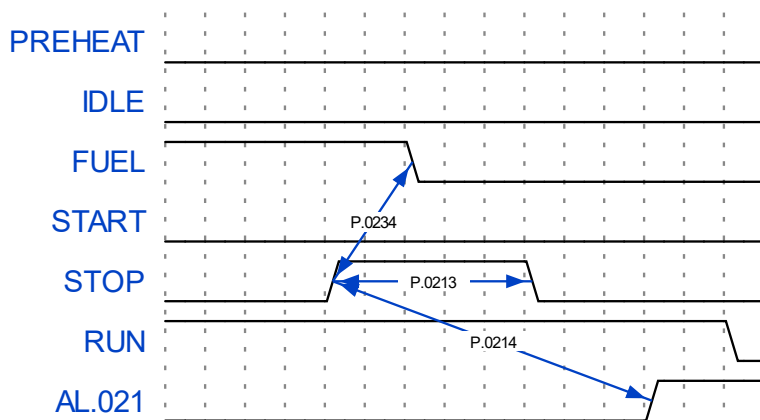 PREHEAT
IDLE
FUEL
P.0234
START
STOP
P.0213
RUN
P.0214
AL.021